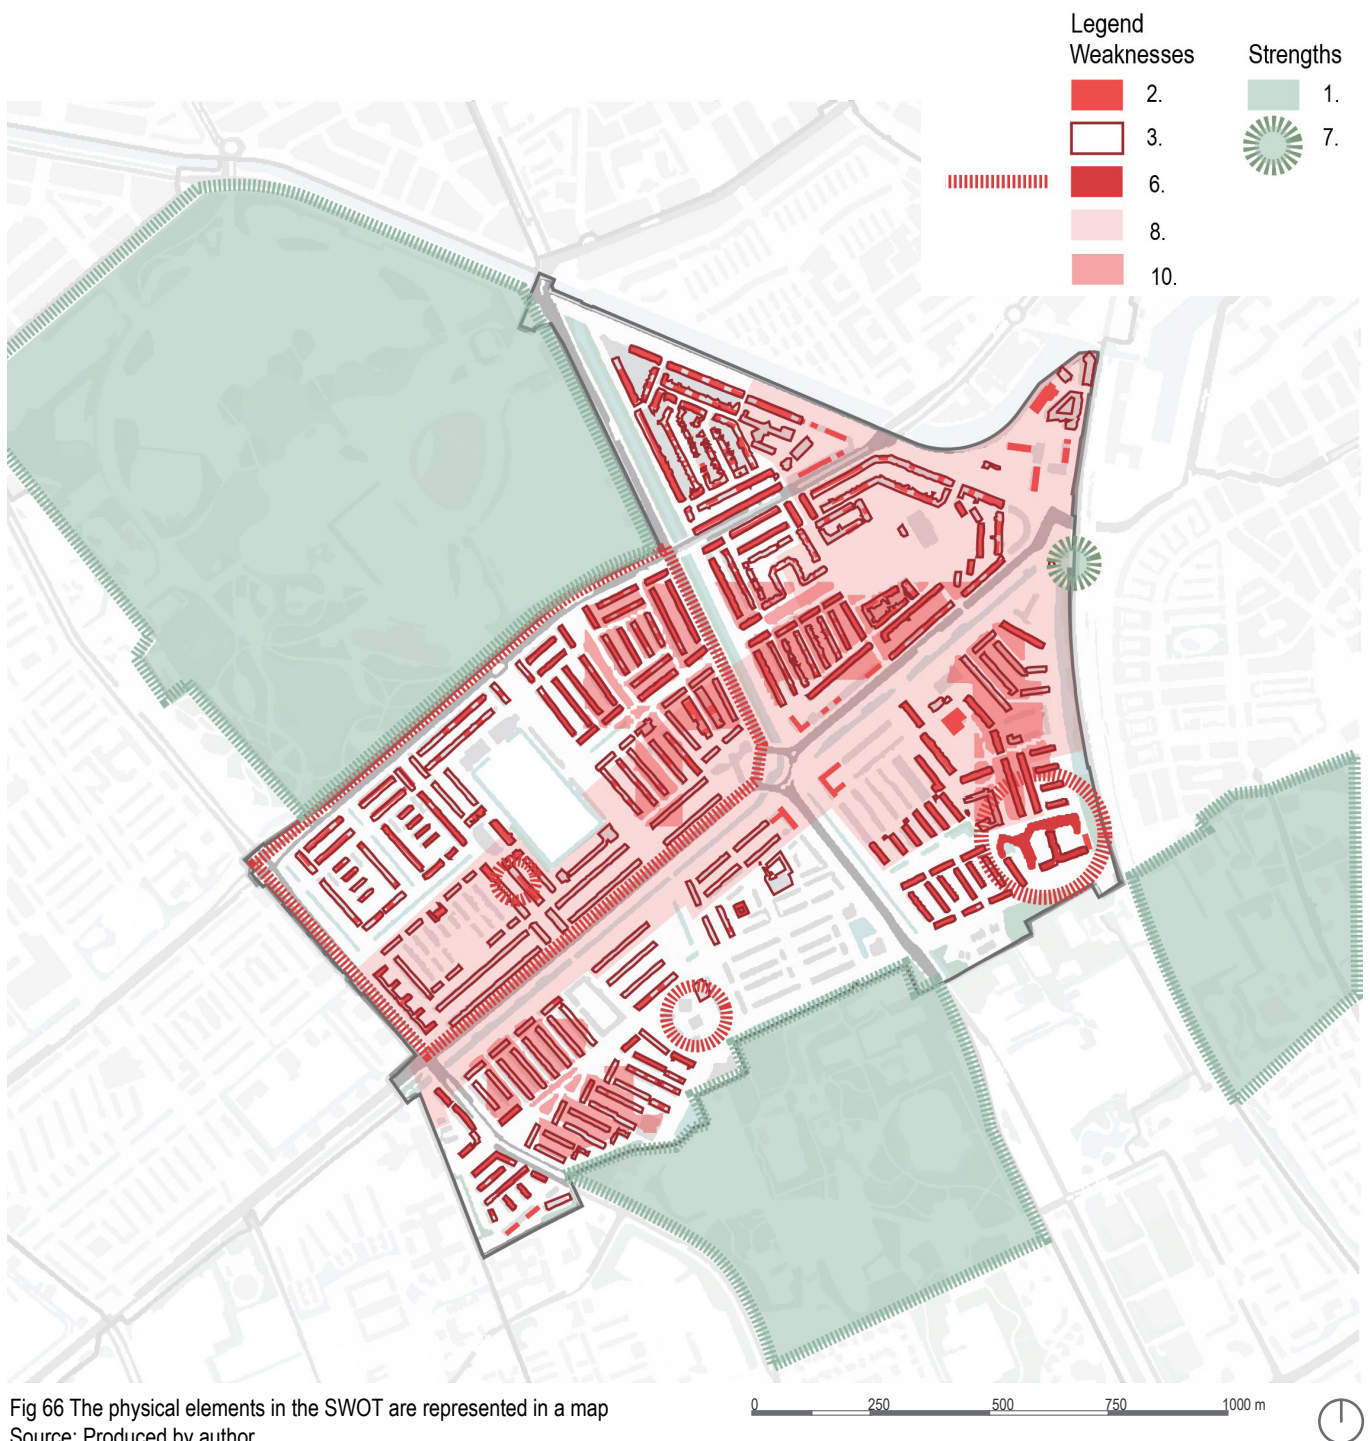 Legend
Weaknesses
Strengths
2.
3.
6.
8.
10.
1.
7.
Fig 66 The physical elements in the SWOT are represented in a map
Source: Produced by author
0 250 500 750 1000 m